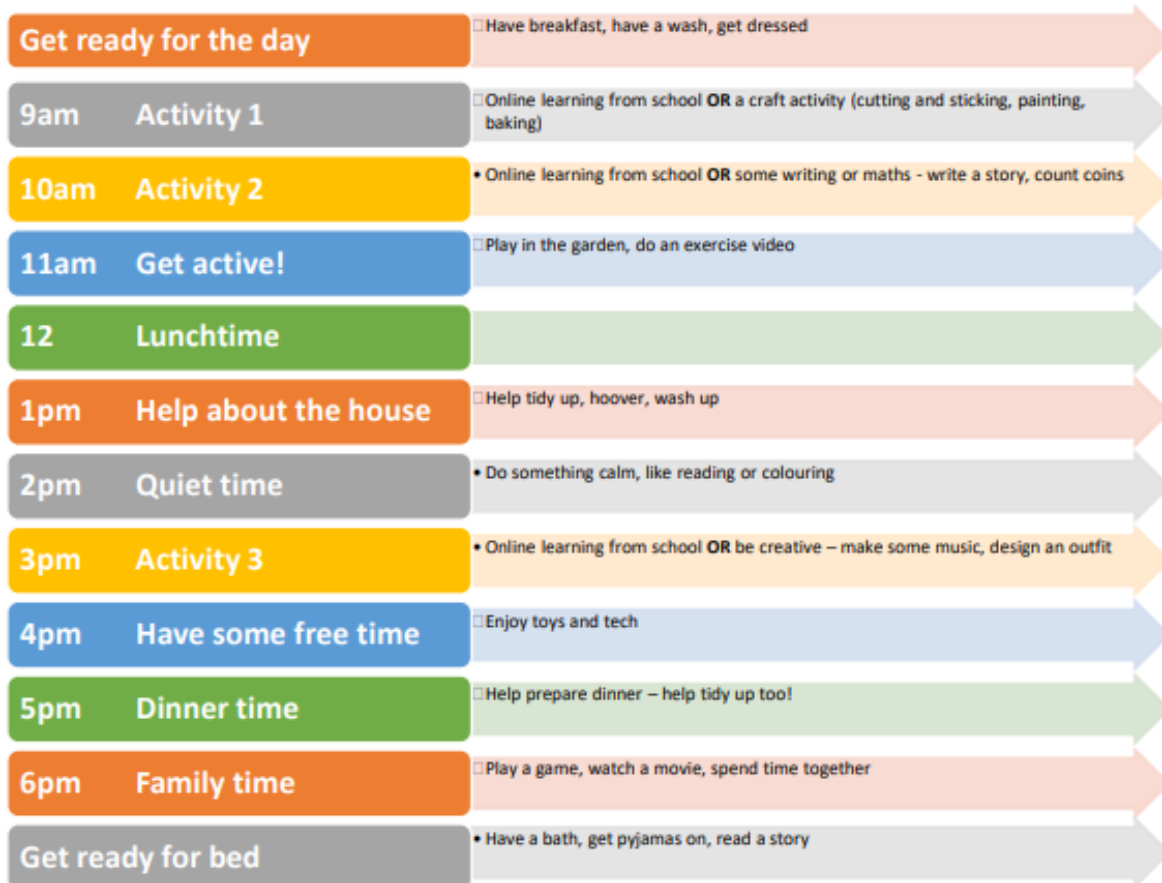 Get ready for the day
□Have breakfast, have a wash, get dressed
9am Activity 1
□Online learning from school OR a craft activity (cutting and sticking, painting,
baking)
10am Activity 2
• Online learning from school OR some writing or maths - write a story, count coins
11am Get active!
□Play in the garden, do an exercise video
12 Lunchtime
1pm Help about the house
□Help tidy up, hoover, wash up
2pm Quiet time
• Do something calm, like reading or colouring
3pm Activity 3
• Online learning from school OR be creative – make some music, design an outfit
4pm Have some free time
□Enjoy toys and tech
5pm Dinner time
□Help prepare dinner – help tidy up too!
6pm Family time
□Play a game, watch a movie, spend time together
Get ready for bed
• Have a bath, get pyjamas on, read a story